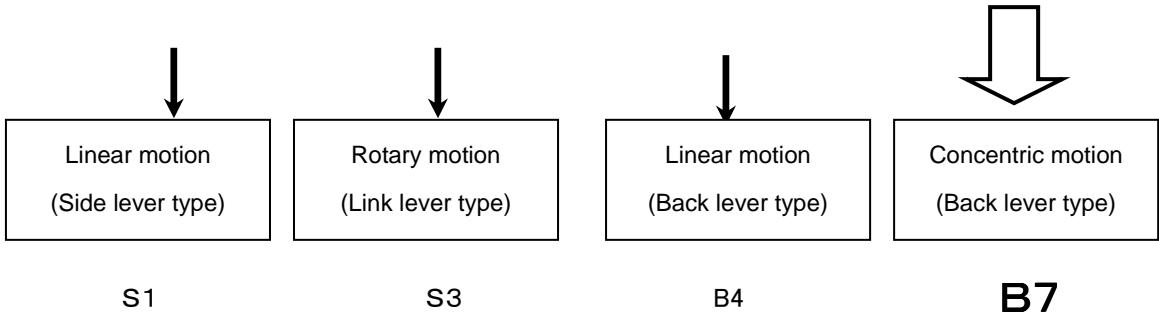 Linear motion
(Side lever type)
Rotary motion
(Link lever type)
Linear motion
(Back lever type)
Concentric motion
(Back lever type)
S1
S3
B4
B7